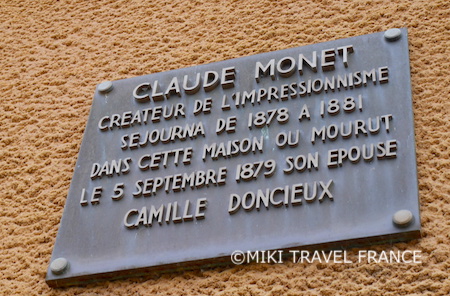 CLAUDE MONET
CREATEUR DE L'IMPRESSIONNISME
SEJOURNA DE 1878 A 1881
DANS CETTE MAISON OU MOURUT
LE 5 SEPTEMBRE 1879 SON EPOUSE
CAMILLE DONCIEUX
©MIKI TRAVEL FRANCE